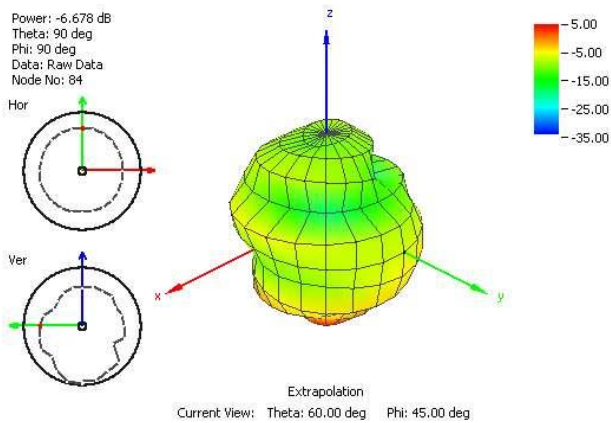 Power: -6.678 dB
Theta: 90 deg
Phi: 90 deg
Data: Raw Data
Node No: 84
Hor
Ver
z
x
y
5.00
-5.00
-15.00
-25.00
-35.00
Extrapolation
Current View: Theta: 60.00 deg Phi: 45.00 deg